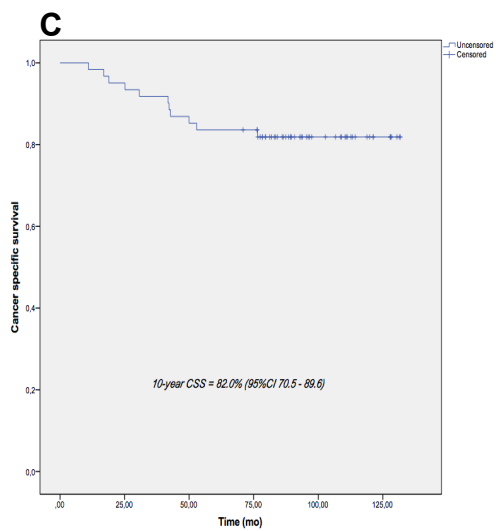 C
Uncensored
Censored
1,0
0,8
0,6
0,4
0,2
0,0
Cancer specific survival
10-year CSS = 82.0% (95%CI 70.5 - 89.6)
,00
25,00
50,00
75,00
100,00
125,00
Time (mo)